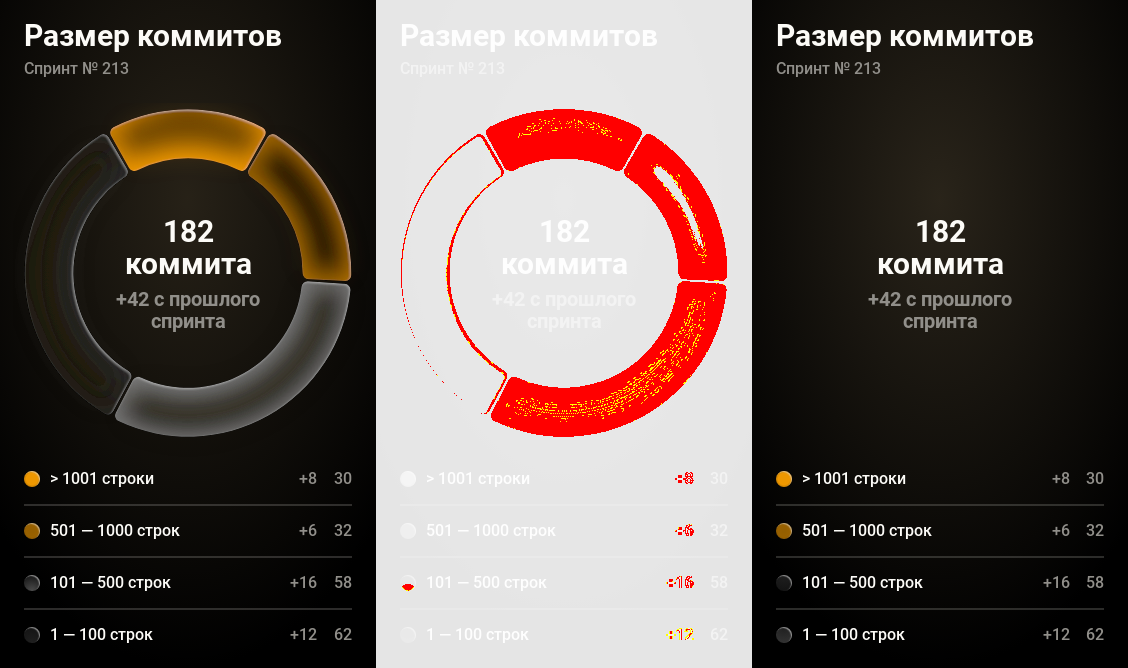 Размер коммитов
Спринт № 213
182
коммита
+42 с прошлого
спринта
> 1001 строки +8 30
501 — 1000 строк +6 32
101 — 500 строк +16 58
1 — 100 строк +12 62
Размер коммитов
Спринт № 213
182
коммита
+42 с прошлого
спринта
> 1001 строки +8 30
501 — 1000 строк +6 32
101 — 500 строк +16 58
1 — 100 строк +12 62
Размер коммитов
Спринт № 213
182
коммита
+42 с прошлого
спринта
> 1001 строки +8 30
501 — 1000 строк +6 32
101 — 500 строк +16 58
1 — 100 строк +12 62